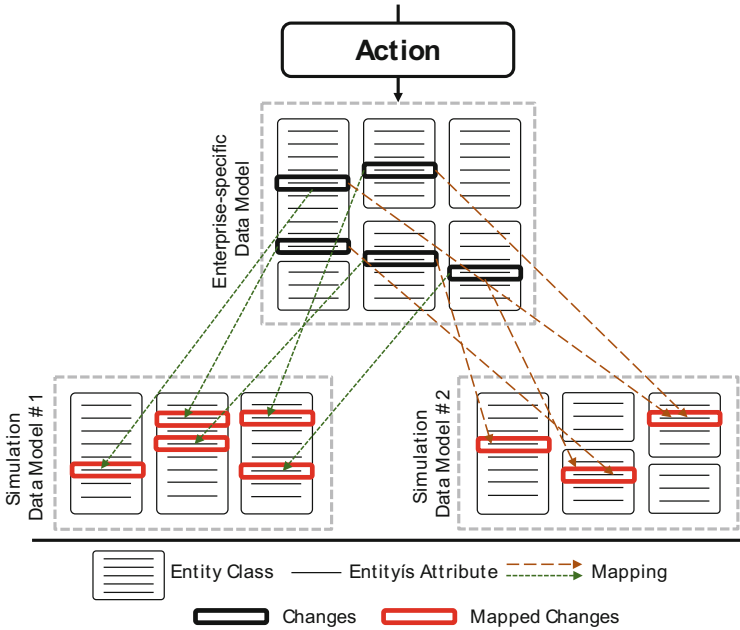 Action
Enterprise-specific
Data Model
Simulation
Data Model # 1
Simulation
Data Model # 2
Entity Class
Entityís Attribute
Mapping
Changes
Mapped Changes